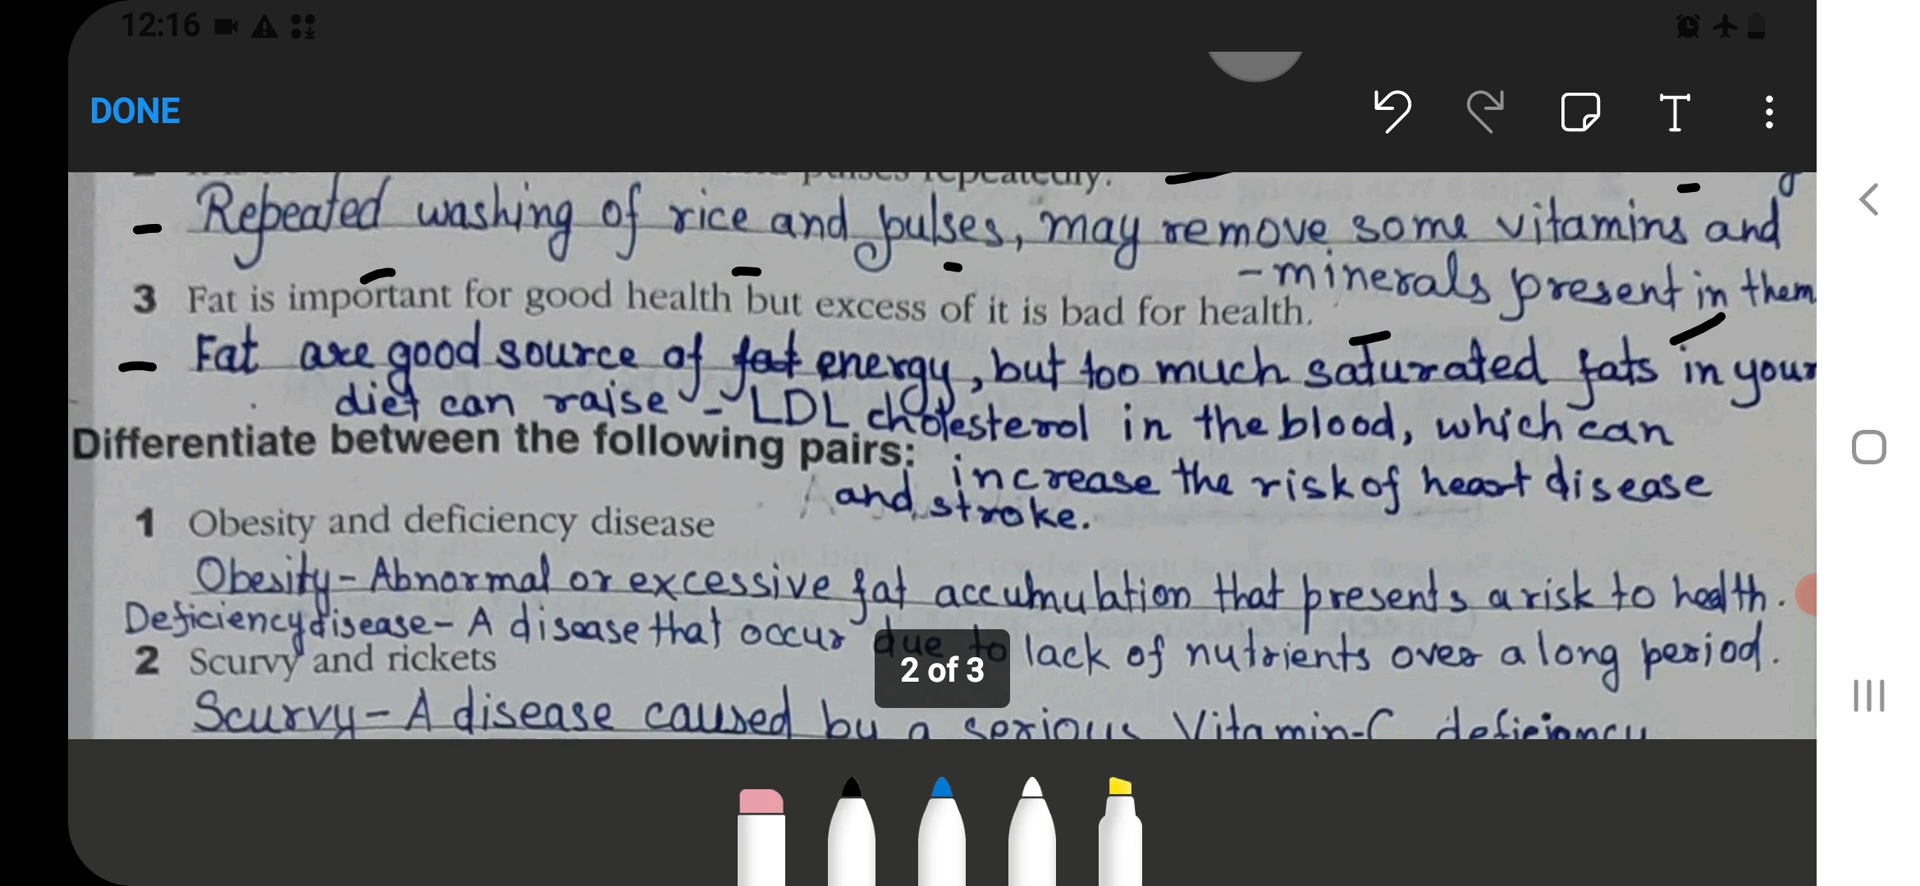 12:16
DONE
T
pulses repeatedly.
Repeated washing of rice and pulses, may remove some vitamins and
- minerals present in them
3 Fat is important for good health but excess of it is bad for health.
Fat are good source of fat energy, but too much saturated fats in your
diet can raise - LDL cholesterol in the blood, which can
Differentiate between the following pairs:
increase the risk of heart disease
and stroke.
1 Obesity and deficiency disease
Obesity - Abnormal or excessive fat accumulation that presents a risk to health.
Deficiency disease - A disease that occur due to lack of nutrients over a long period.
2 Scurvy and rickets
2 of 3
Scurvy - A disease caused by a serious Vitamin-C deficiency